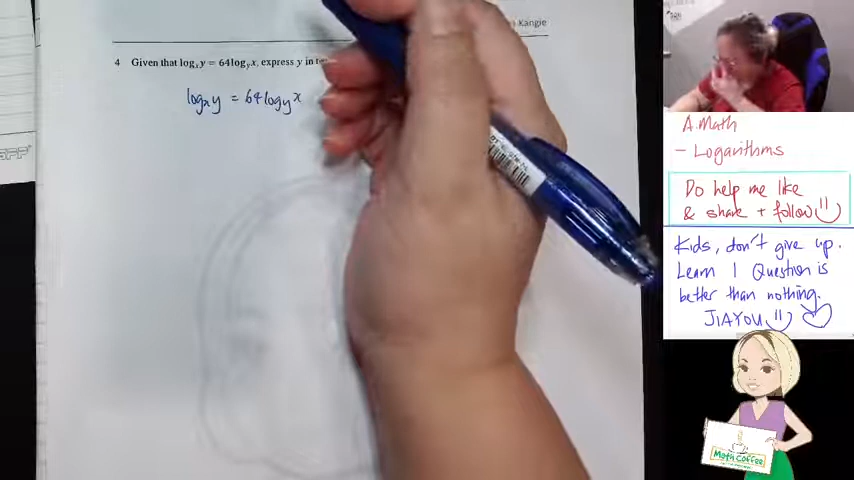 Kangie
4 Given that logₓy = 64logᵧx, express y in
logₓy = 64logᵧx
A.Math
- Logarithms
Do help me like
& share + follow
Kids, don't give up.
Learn 1 Question is
better than nothing.
JIAYOU
Math Coffee